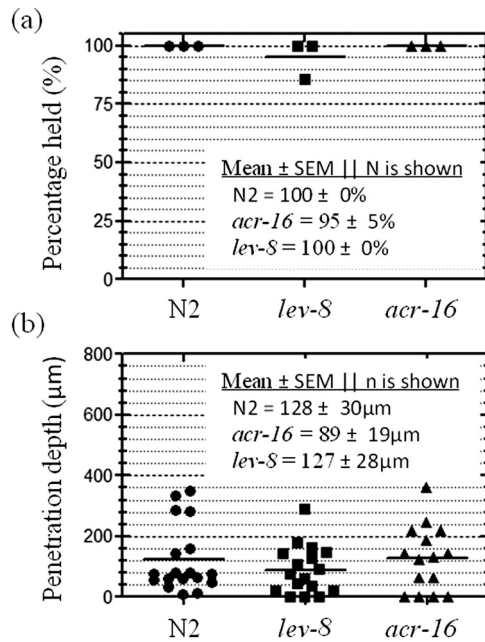 (a)
Percentage held (%)
100
75
50
25
0
Mean ± SEM || N is shown
N2 = 100 ± 0%
acr-16 = 95 ± 5%
lev-8 = 100 ± 0%
N2 lev-8 acr-16
(b)
Penetration depth (µm)
800
600
400
200
0
Mean ± SEM || n is shown
N2 = 128 ± 30µm
acr-16 = 89 ± 19µm
lev-8 = 127 ± 28µm
N2 lev-8 acr-16